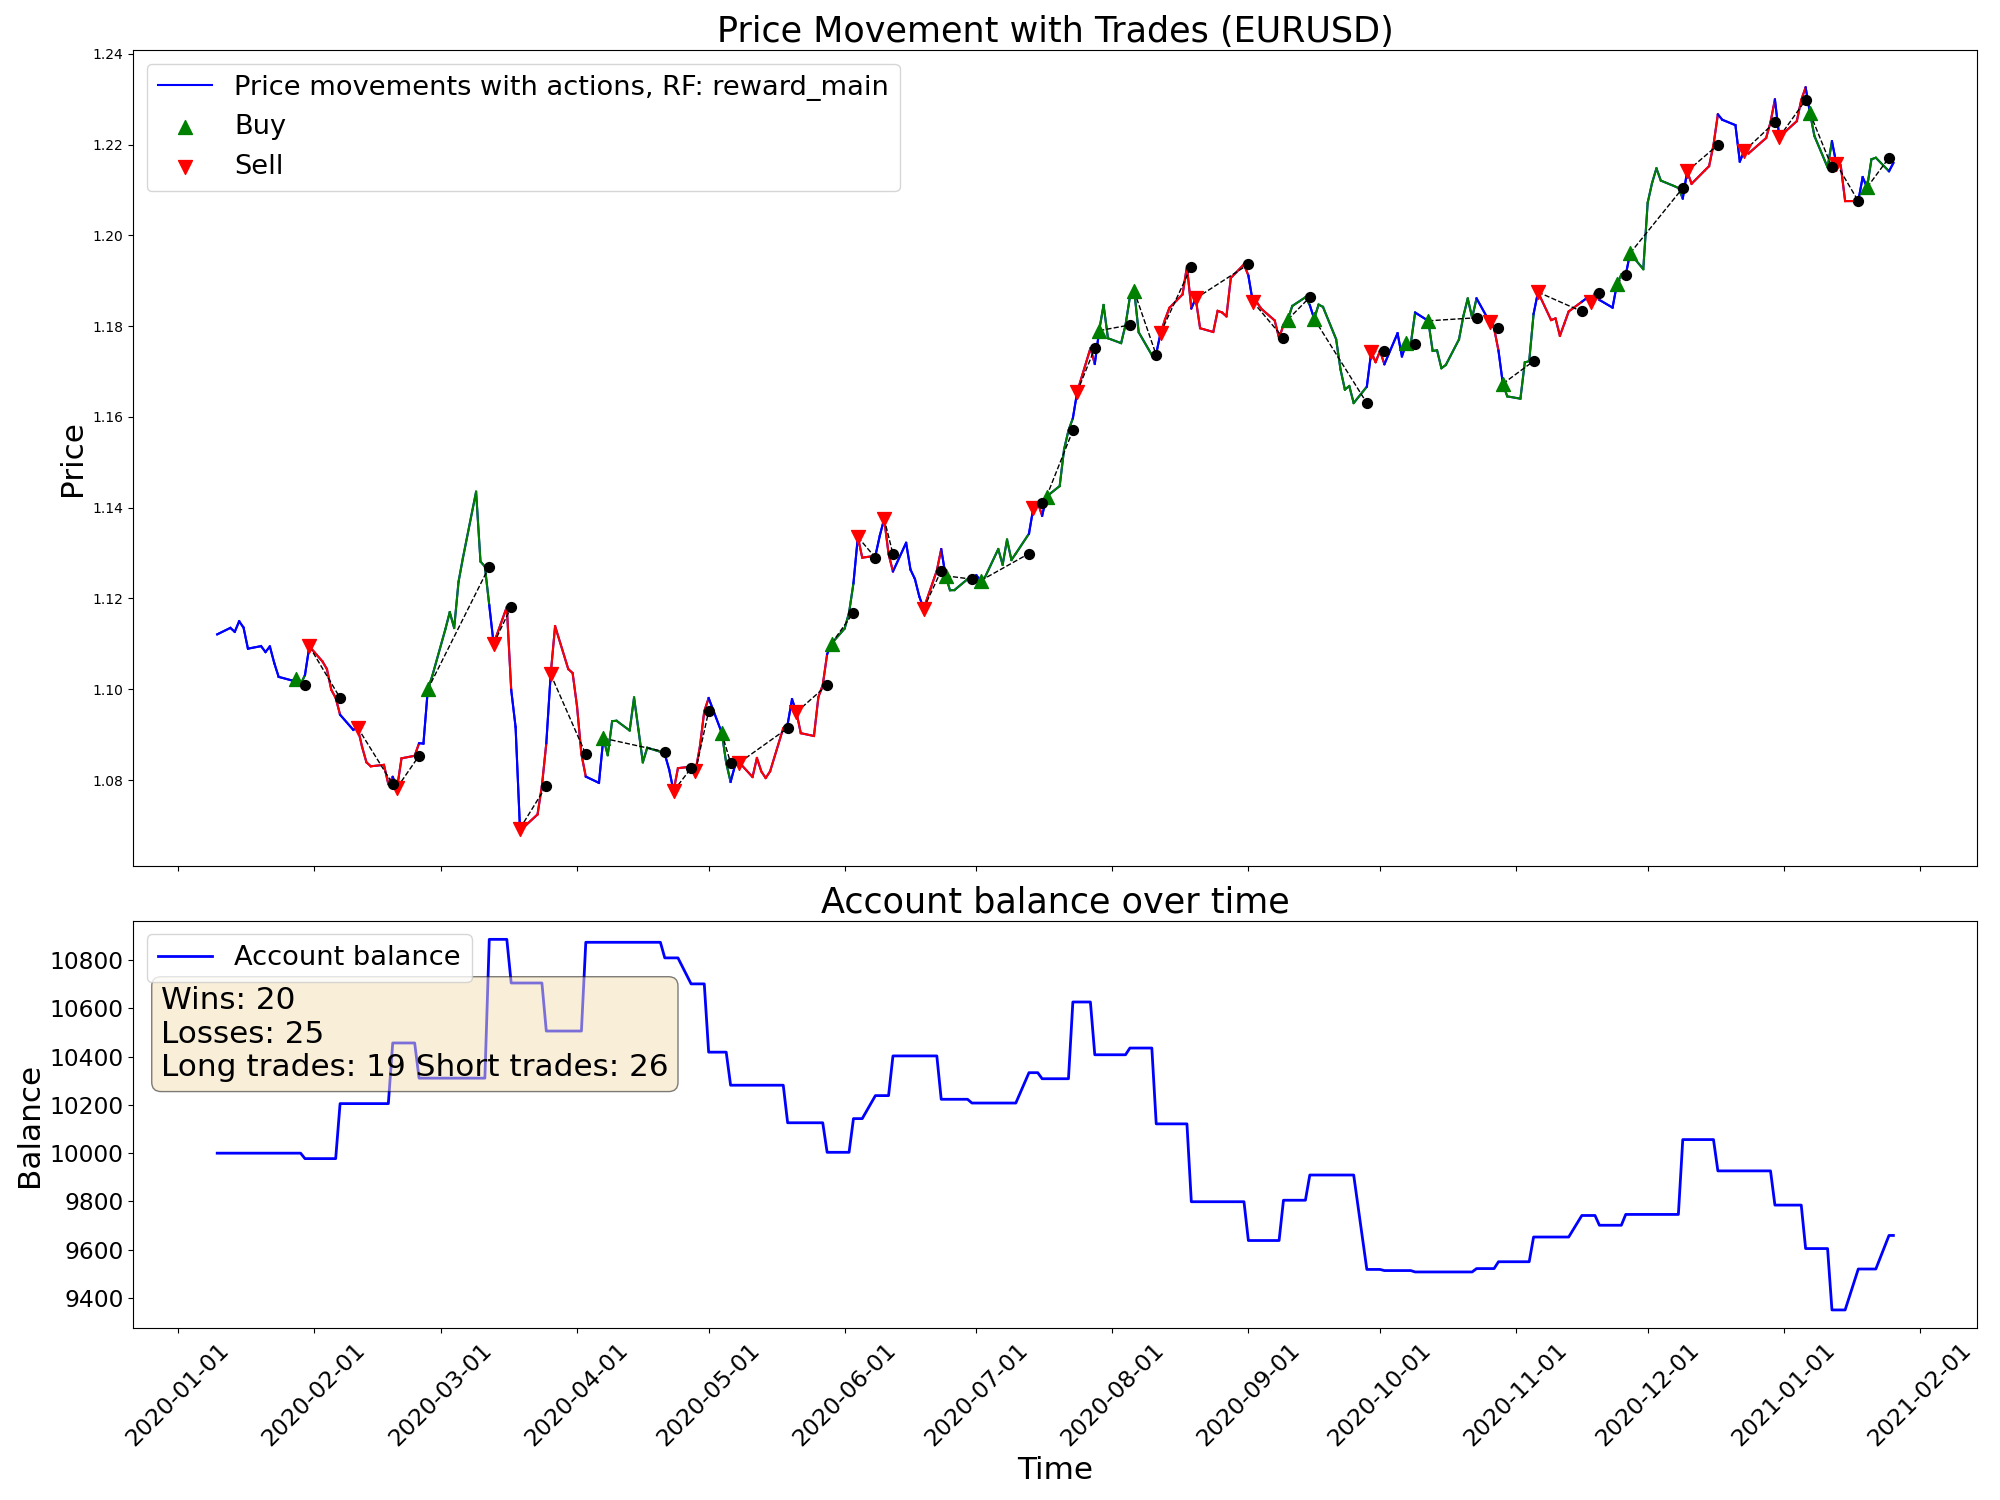 Price Movement with Trades (EURUSD)
Price movements with actions, RF: reward_main
Buy
Sell
Price
1.24
1.22
1.20
1.18
1.16
1.14
1.12
1.10
1.08
Account balance over time
Account balance
Wins: 20
Losses: 25
Long trades: 19 Short trades: 26
Balance
10800
10600
10400
10200
10000
9800
9600
9400
2020-01-01
2020-02-01
2020-03-01
2020-04-01
2020-05-01
2020-06-01
2020-07-01
2020-08-01
2020-09-01
2020-10-01
2020-11-01
2020-12-01
2021-01-01
2021-02-01
Time